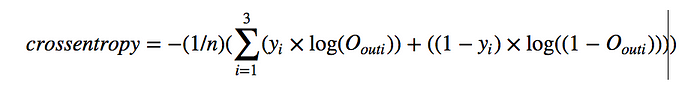 crossentropy = −(1/n)(∑_{i=1}^{3}(y_i × log(O_{outi})) + ((1 − y_i) × log((1 − O_{outi}))))